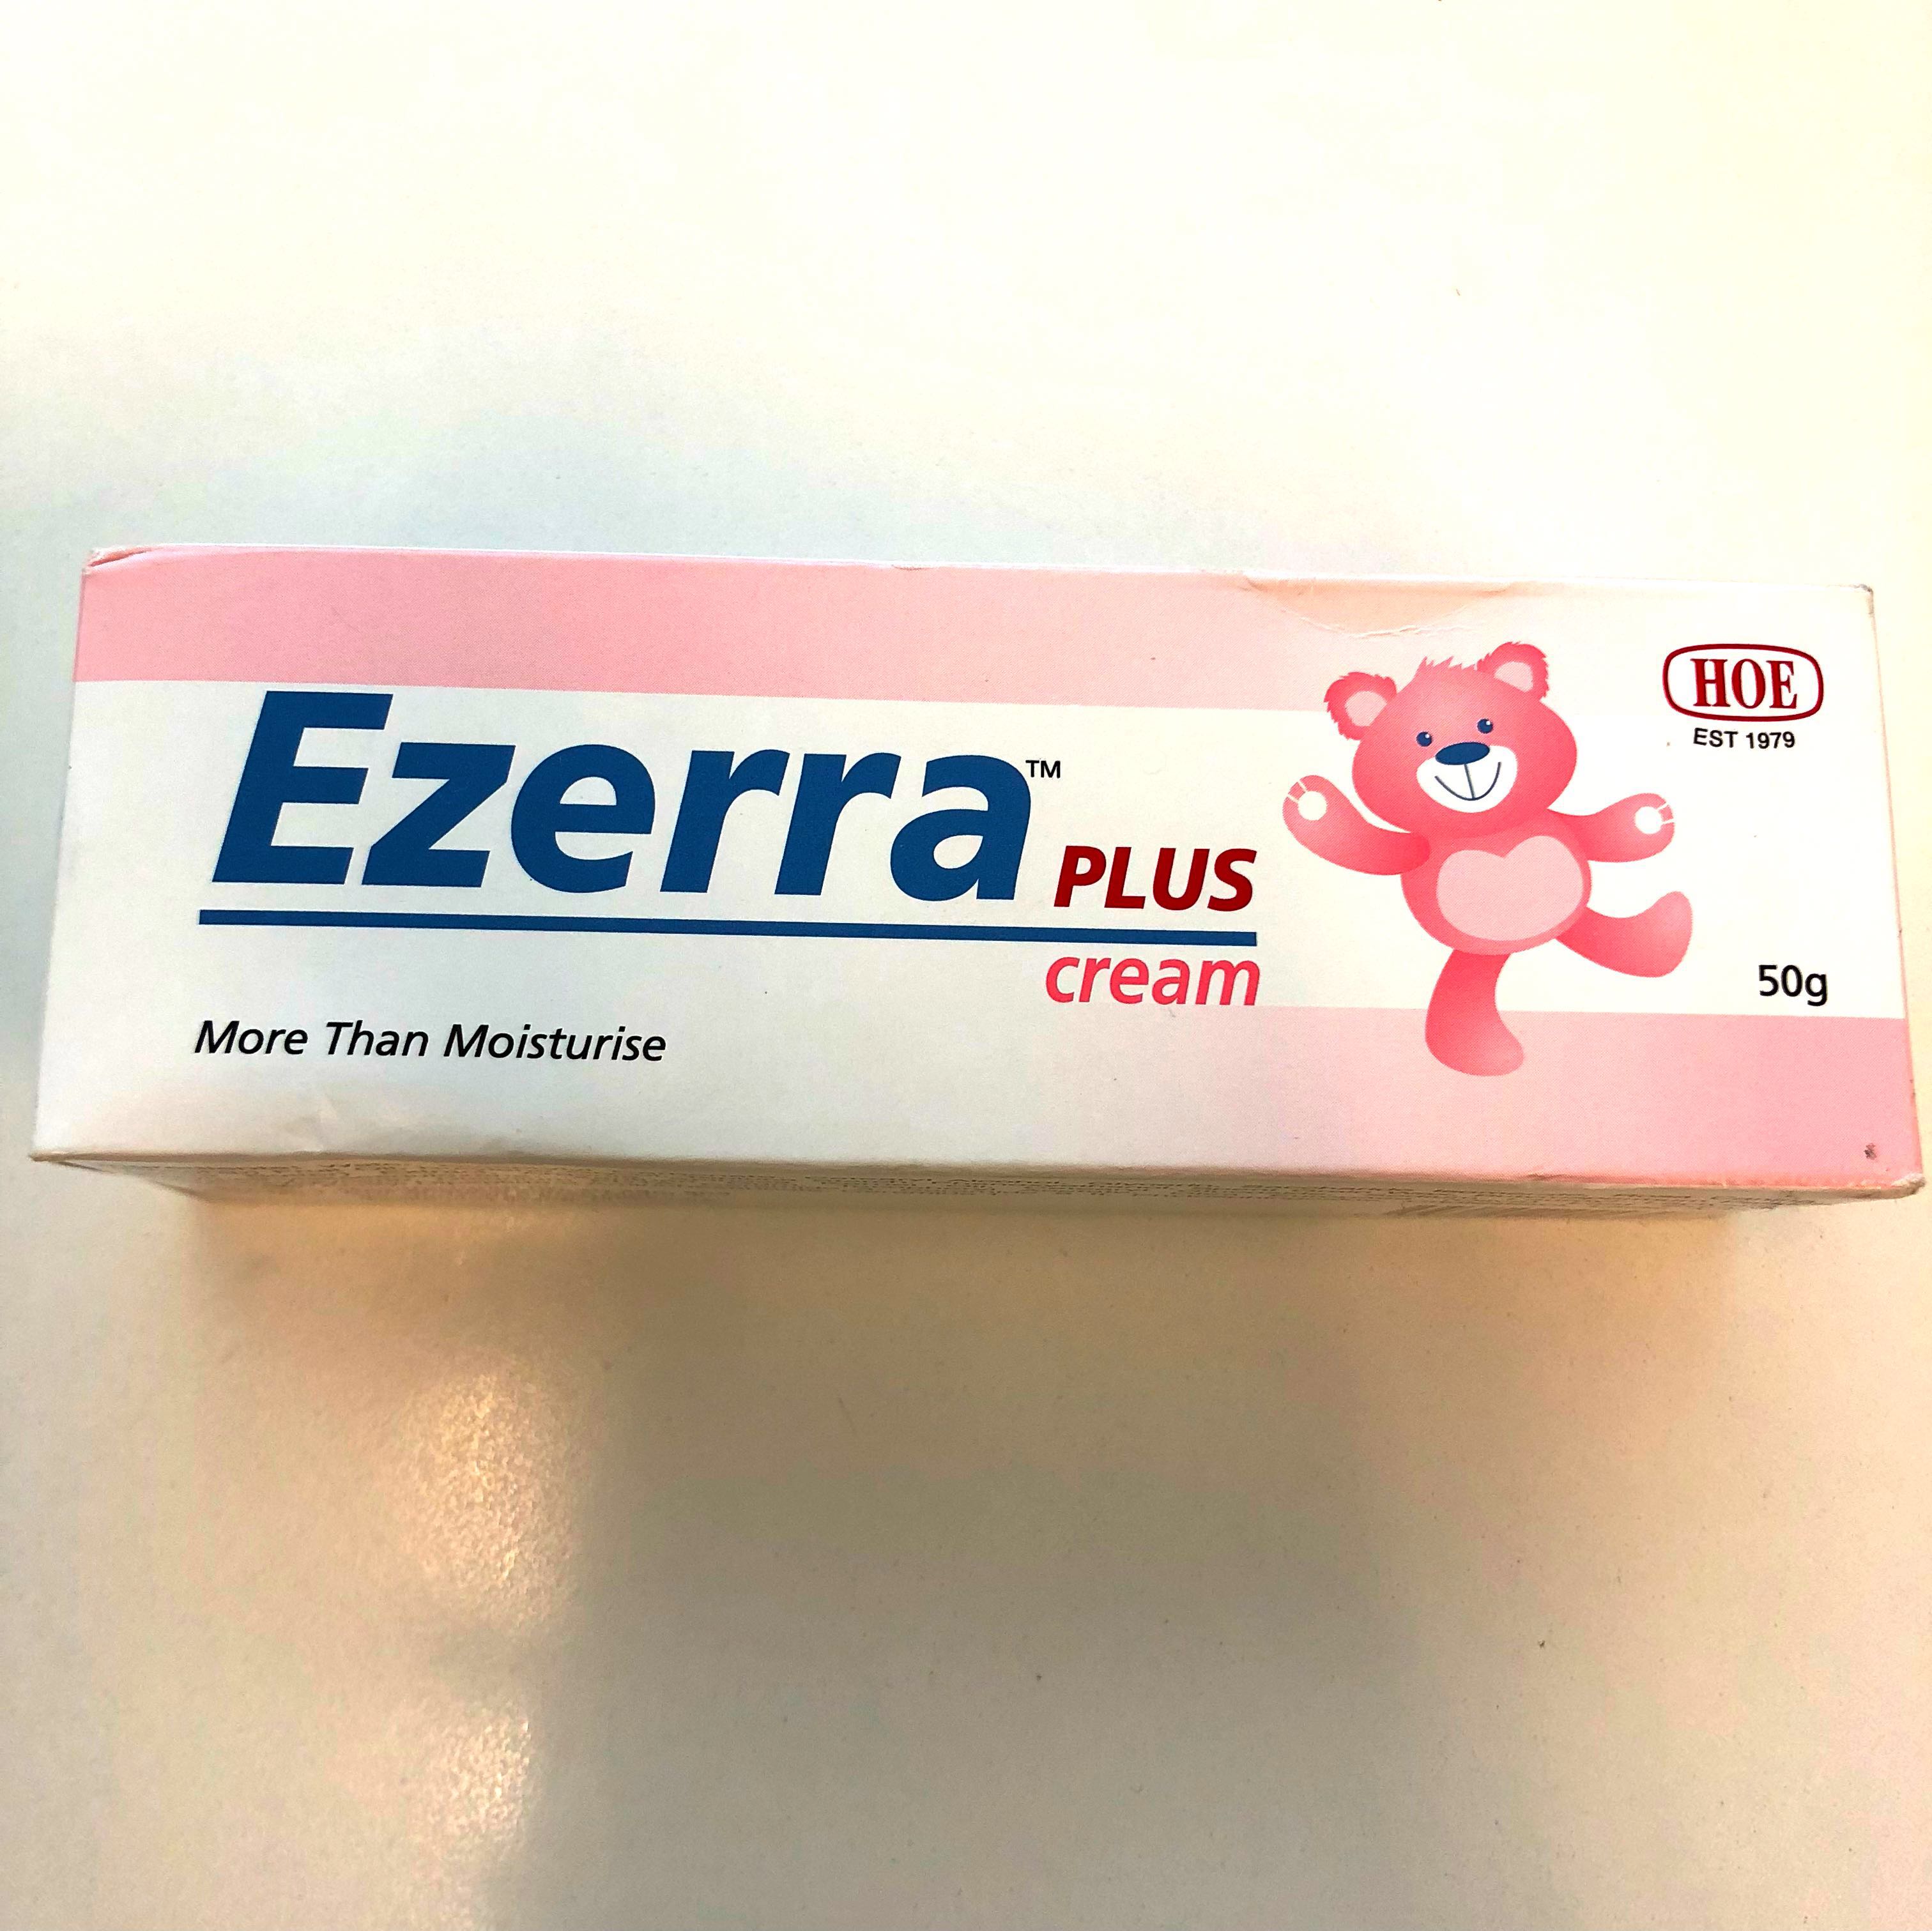 HOE
EST 1979
Ezerra™ PLUS
cream
50g
More Than Moisturise